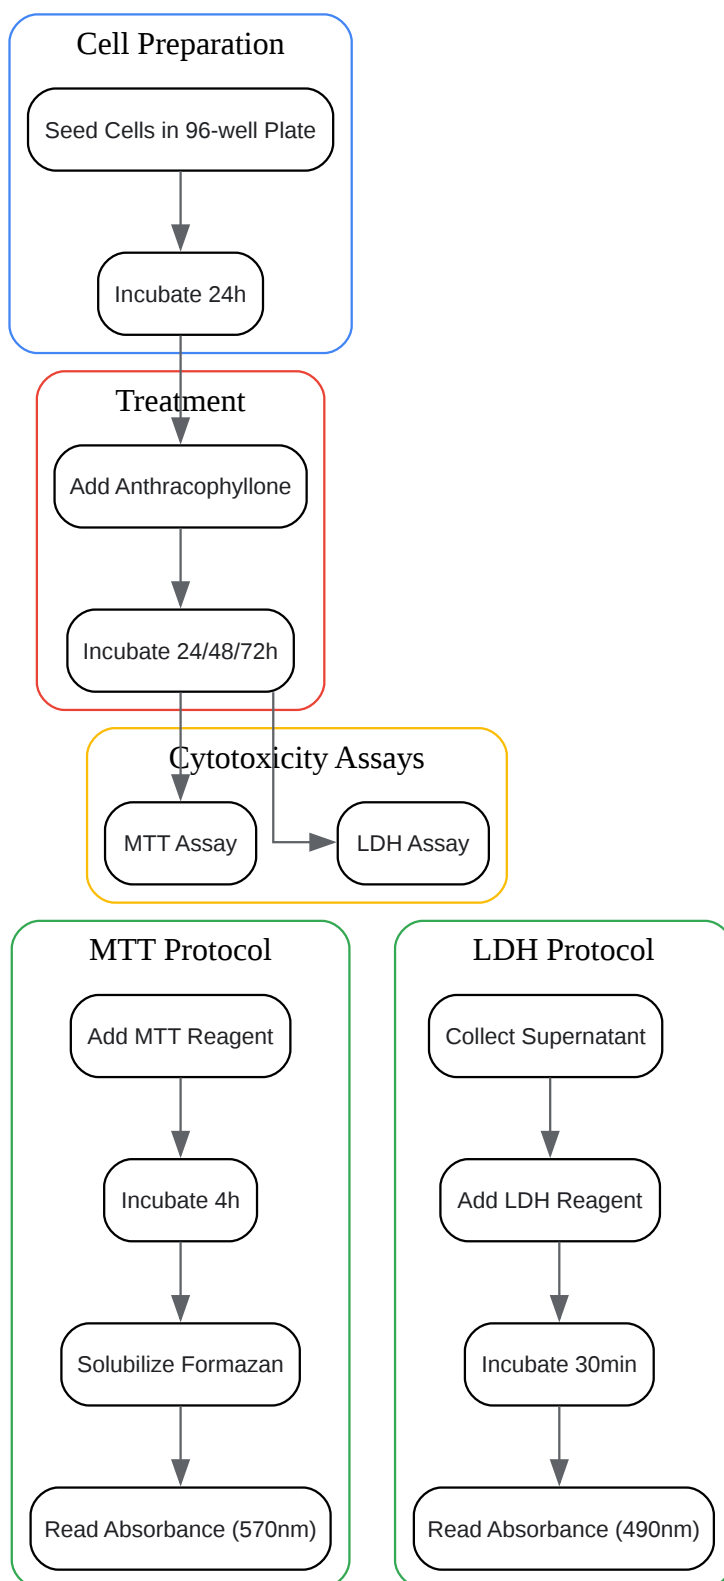 Cell Preparation
Seed Cells in 96-well Plate
Incubate 24h
Treatment
Add Anthracophyllone
Incubate 24/48/72h
Cytotoxicity Assays
MTT Assay
LDH Assay
MTT Protocol
Add MTT Reagent
Incubate 4h
Solubilize Formazan
Read Absorbance (570nm)
LDH Protocol
Collect Supernatant
Add LDH Reagent
Incubate 30min
Read Absorbance (490nm)